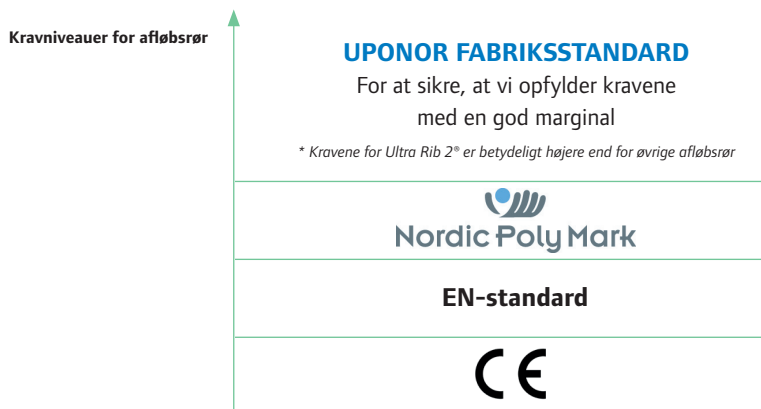 Kravniveauer for afløbsrør
UPONOR FABRIKSSTANDARD
For at sikre, at vi opfylder kravene
med en god marginal
* Kravene for Ultra Rib 2® er betydeligt højere end for øvrige afløbsrør
Nordic Poly Mark
EN-standard
CE